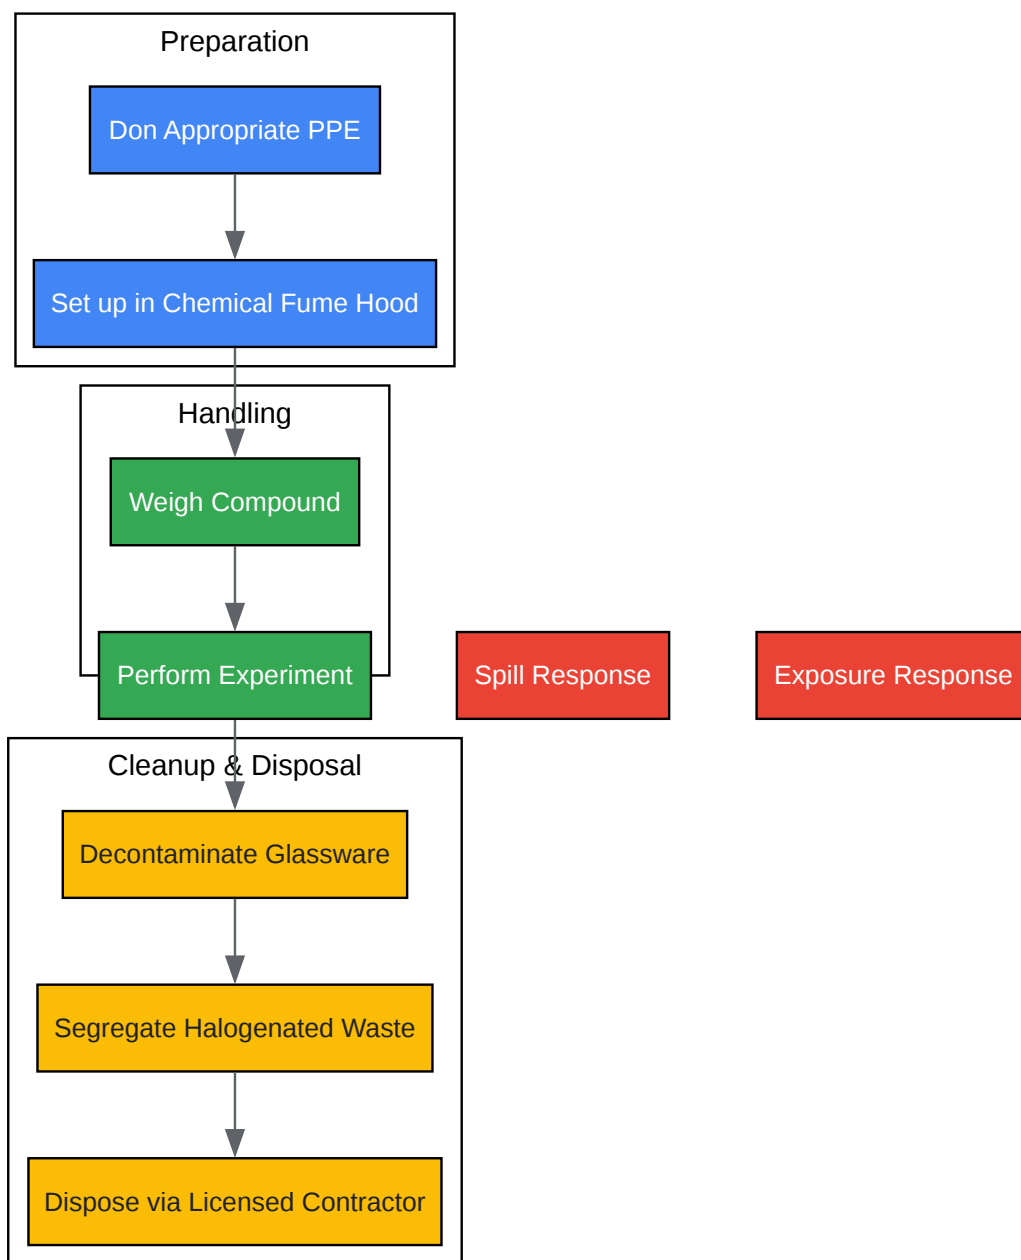 Preparation
Don Appropriate PPE
Set up in Chemical Fume Hood
Handling
Weigh Compound
Perform Experiment
Spill Response
Exposure Response
Cleanup & Disposal
Decontaminate Glassware
Segregate Halogenated Waste
Dispose via Licensed Contractor